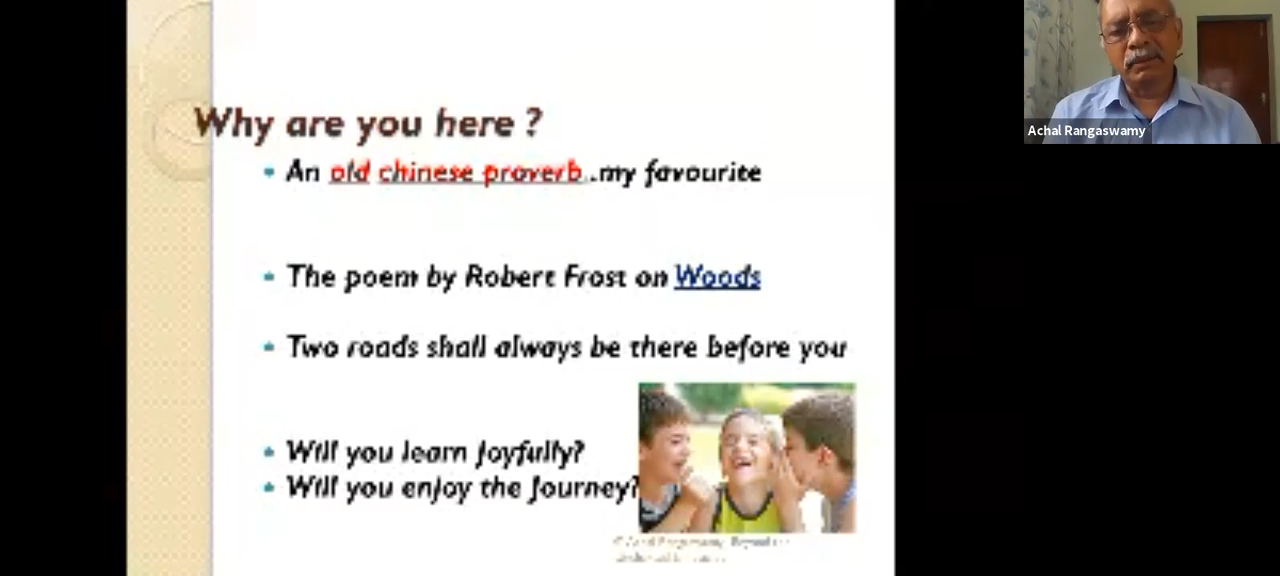 Why are you here ?
An old chinese proverb..my favourite
The poem by Robert Frost on Woods
Two roads shall always be there before you
Will you learn Joyfully?
Will you enjoy the Journey?
Achal Rangaswamy